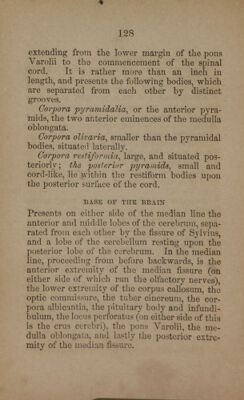 128
extending from the lower margin of the pons
Varolii to the commencement of the spinal
cord. It is rather more than an inch in
length, and presents the following bodies, which
are separated from each other by distinct
grooves.
Corpora pyramidalia, or the anterior pyra-
mids, the two anterior eminences of the medulla
oblongata.
Corpora olivaria, smaller than the pyramidal
bodies, situated laterally.
Corpora restiformia, large, and situated pos-
teriorly; the posterior pyramids, small and
cord-like, lie within the restiform bodies upon
the posterior surface of the cord.
BASE OF THE BRAIN
Presents on either side of the median line the
anterior and middle lobes of the cerebrum, sepa-
rated from each other by the fissure of Sylvius,
and a lobe of the cerebellum resting upon the
posterior lobe of the cerebrum. In the median
line, proceeding from before backwards, is the
anterior extremity of the median fissure (on
either side of which run the olfactory nerves),
the lower extremity of the corpus callosum, the
optic commissure, the tuber cinereum, the cor-
pora albicantia, the pituitary body and infundi-
bulum, the locus perforatus (on either side of this
is the crus cerebri), the pons Varolii, the me-
dulla oblongata, and lastly the posterior extre-
mity of the median fissure.